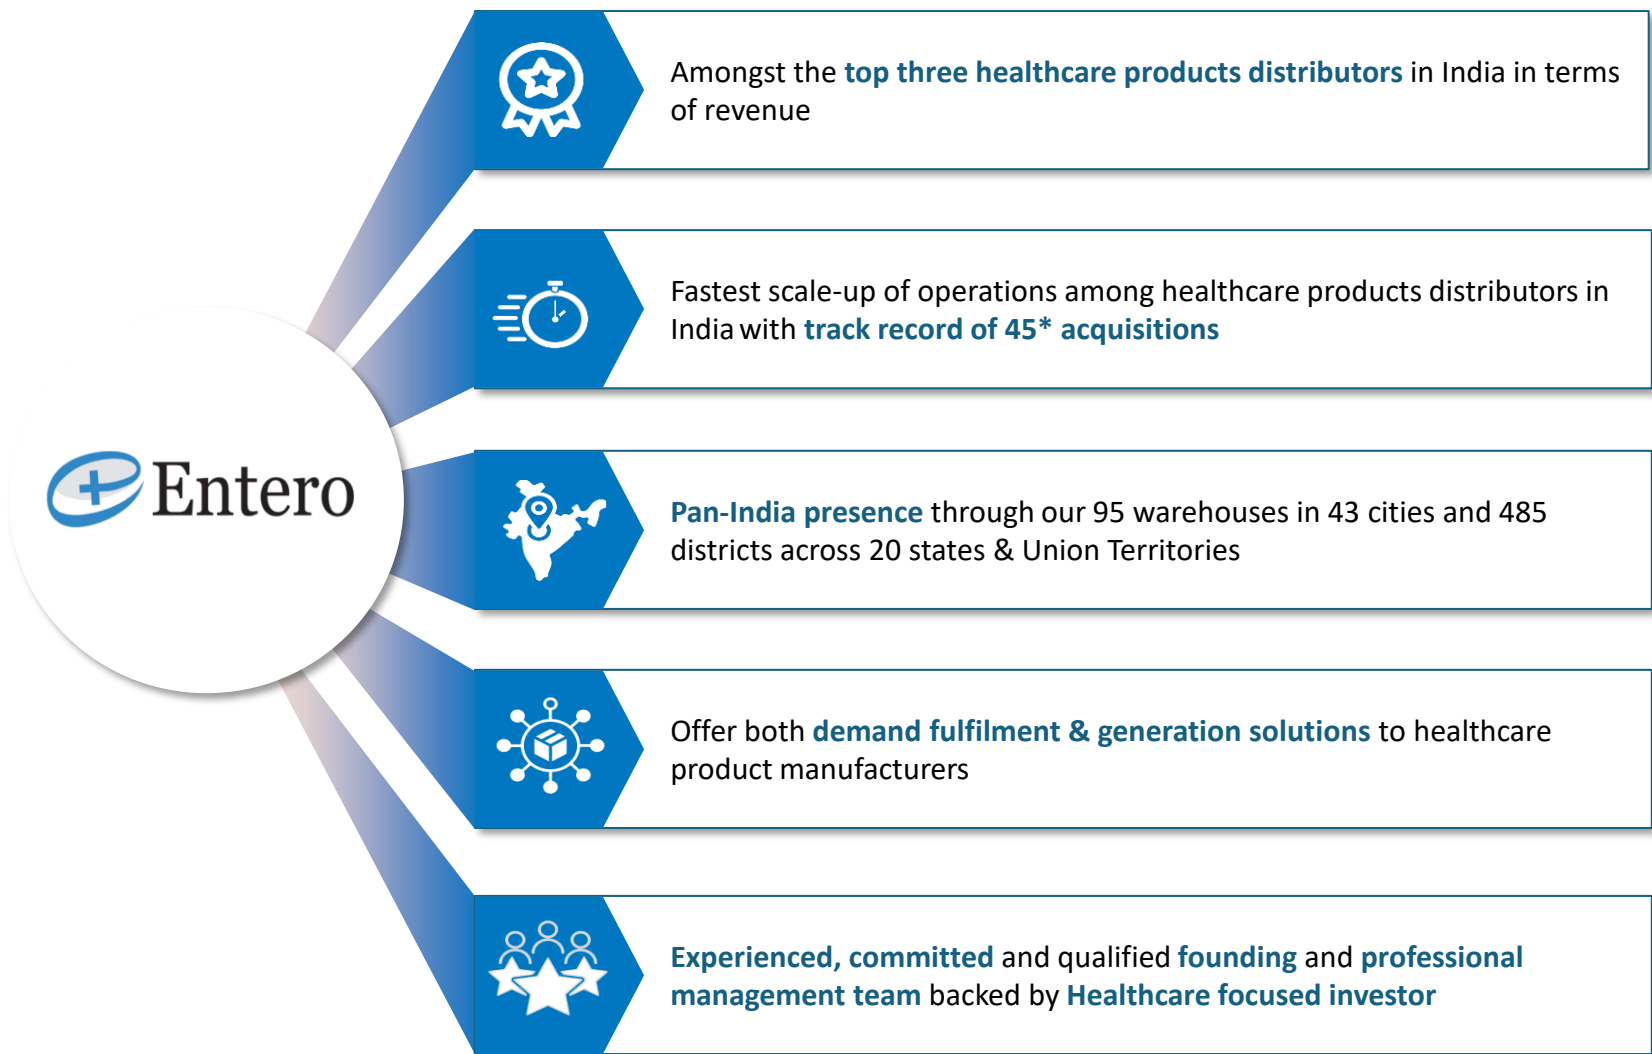 Amongst the top three healthcare products distributors in India in terms
of revenue
Fastest scale-up of operations among healthcare products distributors in
India with track record of 45* acquisitions
Entero
Pan-India presence through our 95 warehouses in 43 cities and 485
districts across 20 states & Union Territories
Offer both demand fulfilment & generation solutions to healthcare
product manufacturers
Experienced, committed and qualified founding and professional
management team backed by Healthcare focused investor